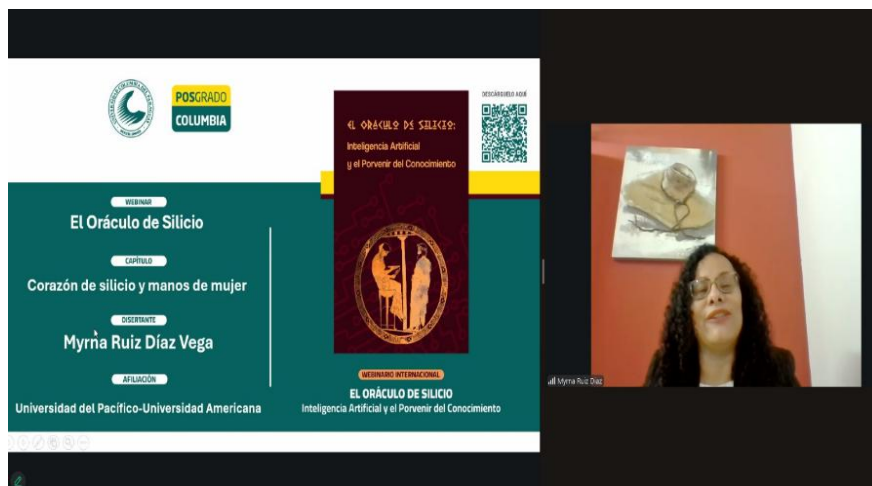 POSGRADO
COLUMBIA
WEBINAR
El Oráculo de Silicio
CAPÍTULO
Corazón de silicio y manos de mujer
DISERTANTE
Myrna Ruiz Díaz Vega
AFILIACIÓN
Universidad del Pacífico-Universidad Americana
DESCÁRGUELO AQUÍ
EL ORÁCULO DE SILICIO:
Inteligencia Artificial
y el Porvenir del Conocimiento
WEBINARIO INTERNACIONAL
EL ORÁCULO DE SILICIO
Inteligencia Artificial y el Porvenir del Conocimiento
Myrna Ruiz Diaz